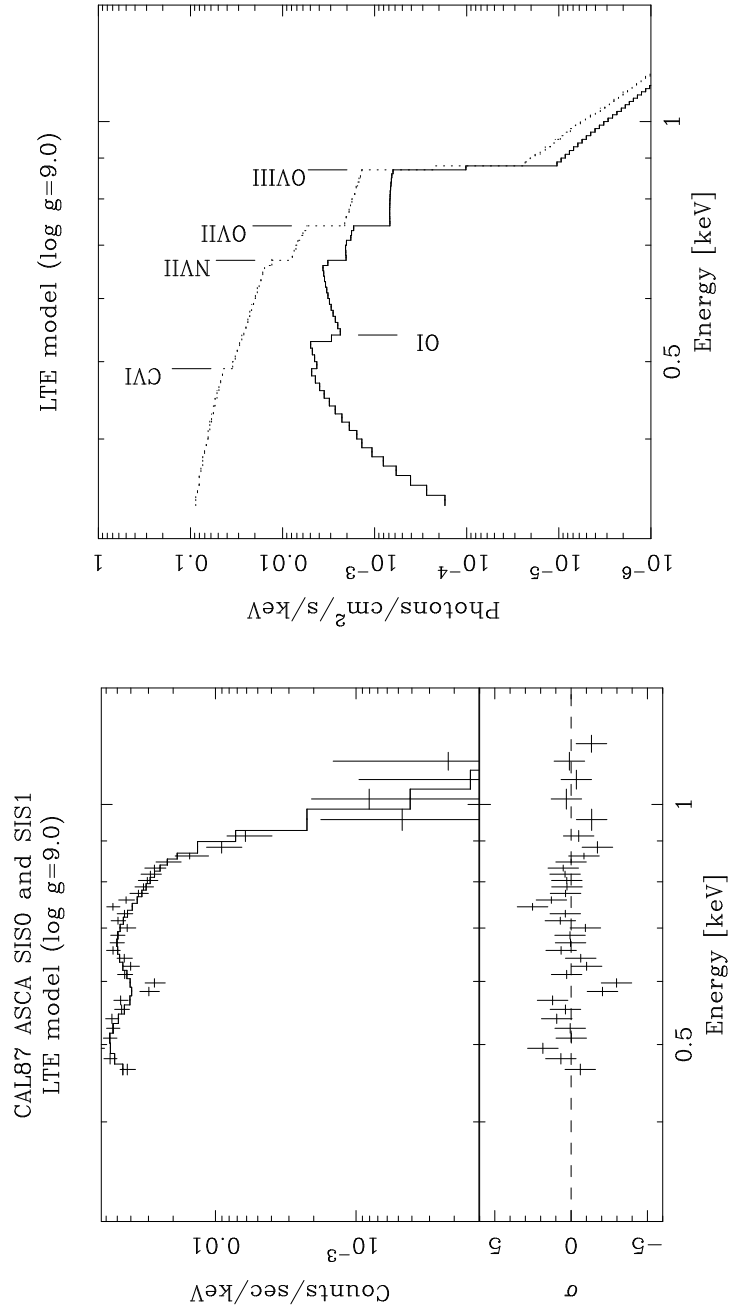 CAL87 ASCA SIS0 and SIS1
LTE model (log g=9.0)
Counts/sec/keV
0.01
10⁻³
σ
5
0
−5
0.5
1
Energy [keV]
LTE model (log g=9.0)
Photons/cm²/s/keV
1
0.1
0.01
10⁻³
10⁻⁴
10⁻⁵
10⁻⁶
CVI
NVII
OVII
OVIII
OI
0.5
1
Energy [keV]